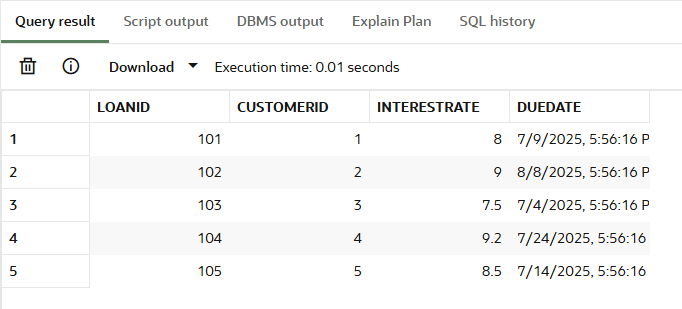 Query result Script output DBMS output Explain Plan SQL history
Download Execution time: 0.01 seconds
LOANID CUSTOMERID INTERESTRATE DUEDATE
1 101 1 8 7/9/2025, 5:56:16 P
2 102 2 9 8/8/2025, 5:56:16 P
3 103 3 7.5 7/4/2025, 5:56:16 P
4 104 4 9.2 7/24/2025, 5:56:16
5 105 5 8.5 7/14/2025, 5:56:16